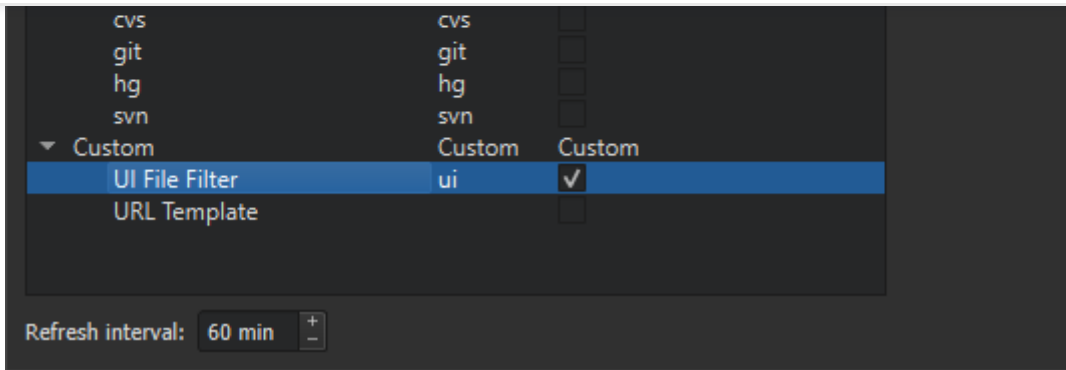 cvs cvs
git git
hg hg
svn svn
Custom Custom Custom
UI File Filter ui
URL Template
Refresh interval: 60 min